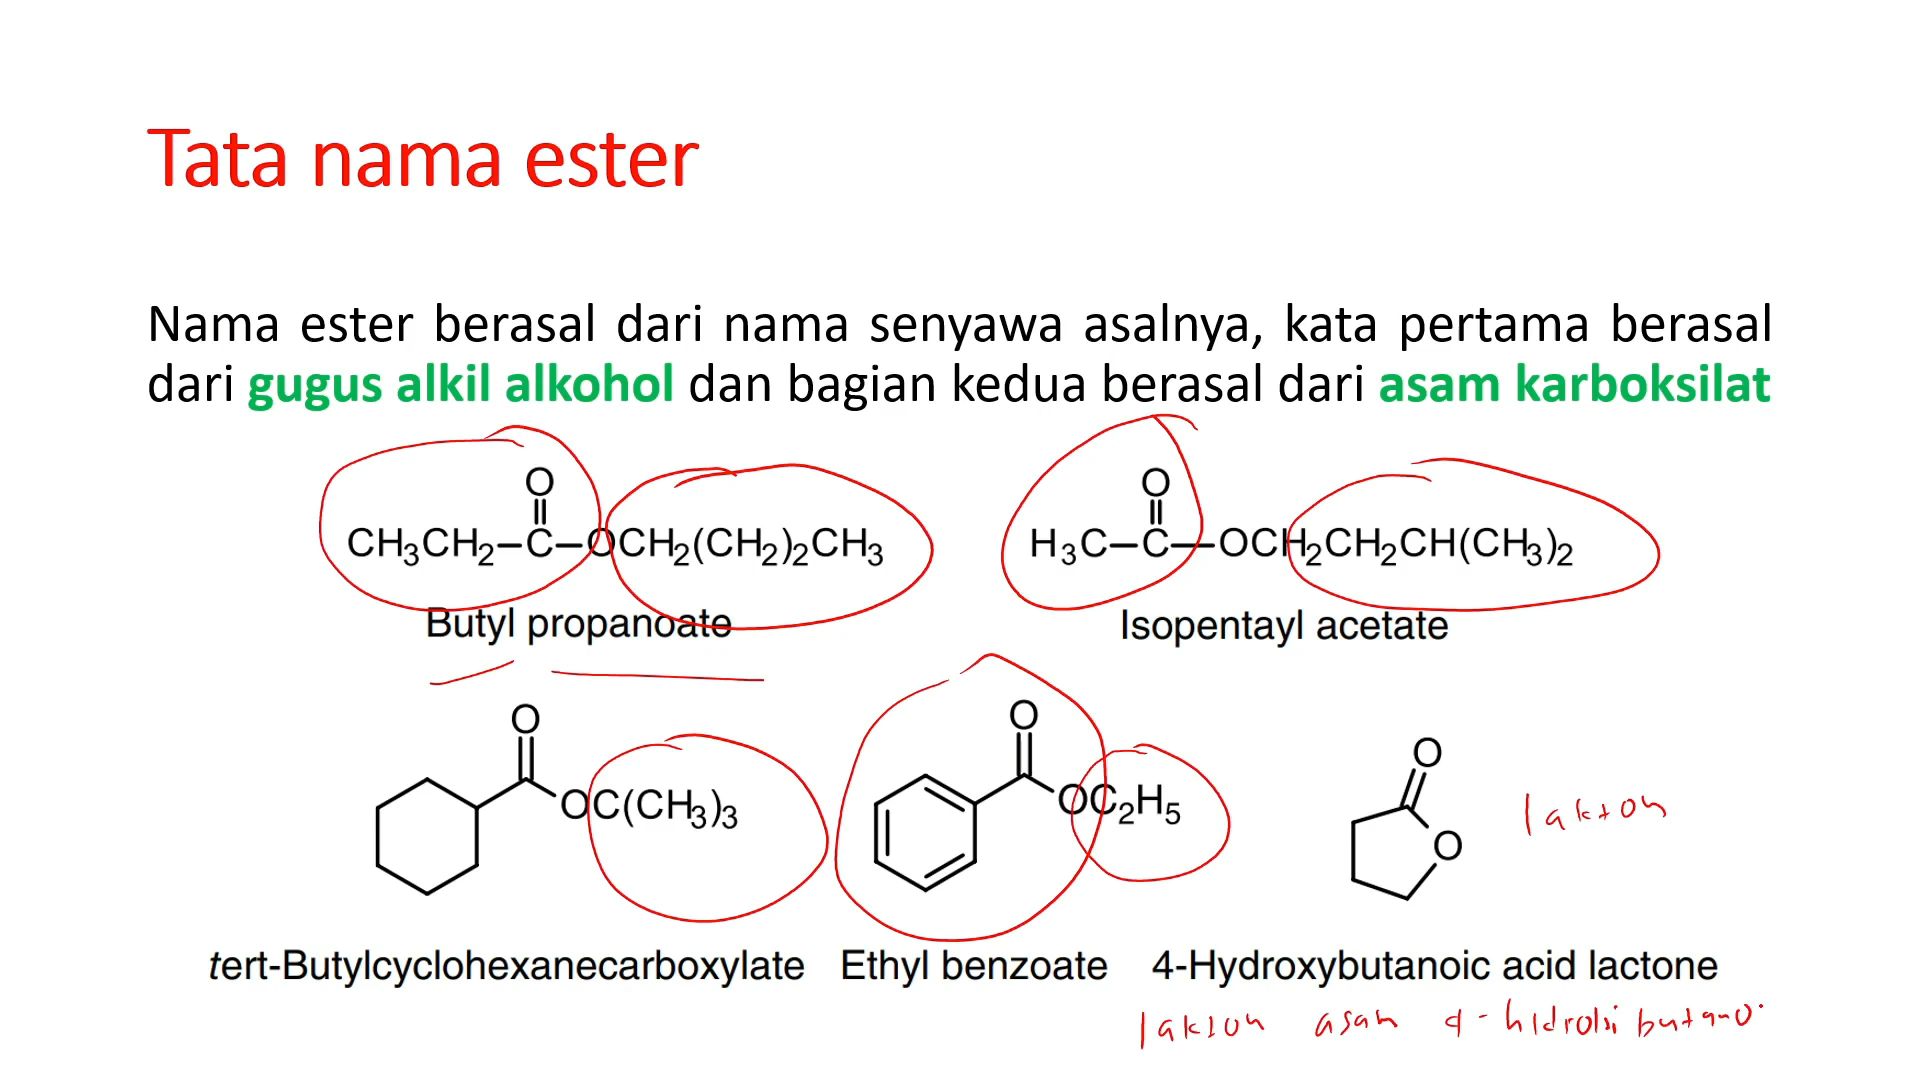 Tata nama ester
Nama ester berasal dari nama senyawa asalnya, kata pertama berasal
dari gugus alkil alkohol dan bagian kedua berasal dari asam karboksilat
O
CH₃CH₂–C–OCH₂(CH₂)₂CH₃
Butyl propanoate
O
H₃C–C–OCH₂CH₂CH(CH₃)₂
Isopentayl acetate
O
OC(CH₃)₃
tert-Butylcyclohexanecarboxylate
O
OC₂H₅
Ethyl benzoate
O
O
lakton
4-Hydroxybutanoic acid lactone
lakton asam 4-hidroksi